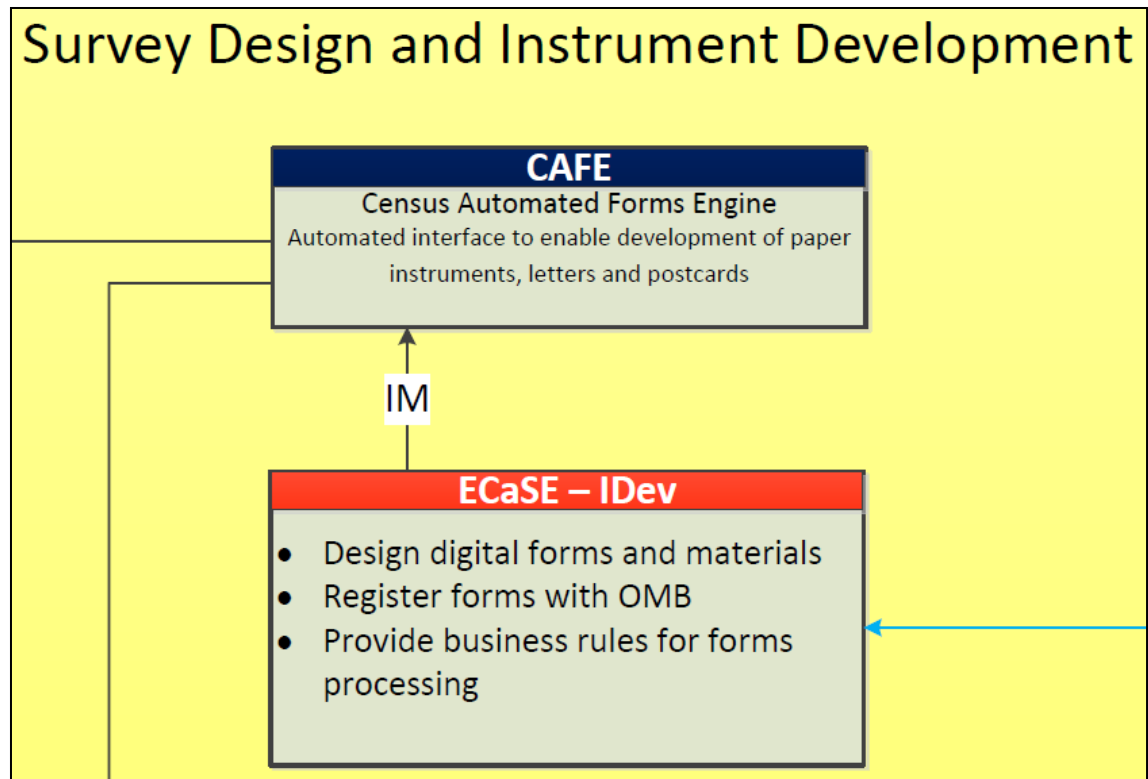 Survey Design and Instrument Development
CAFE
Census Automated Forms Engine
Automated interface to enable development of paper
instruments, letters and postcards
IM
ECaSE – IDev
• Design digital forms and materials
• Register forms with OMB
• Provide business rules for forms
processing